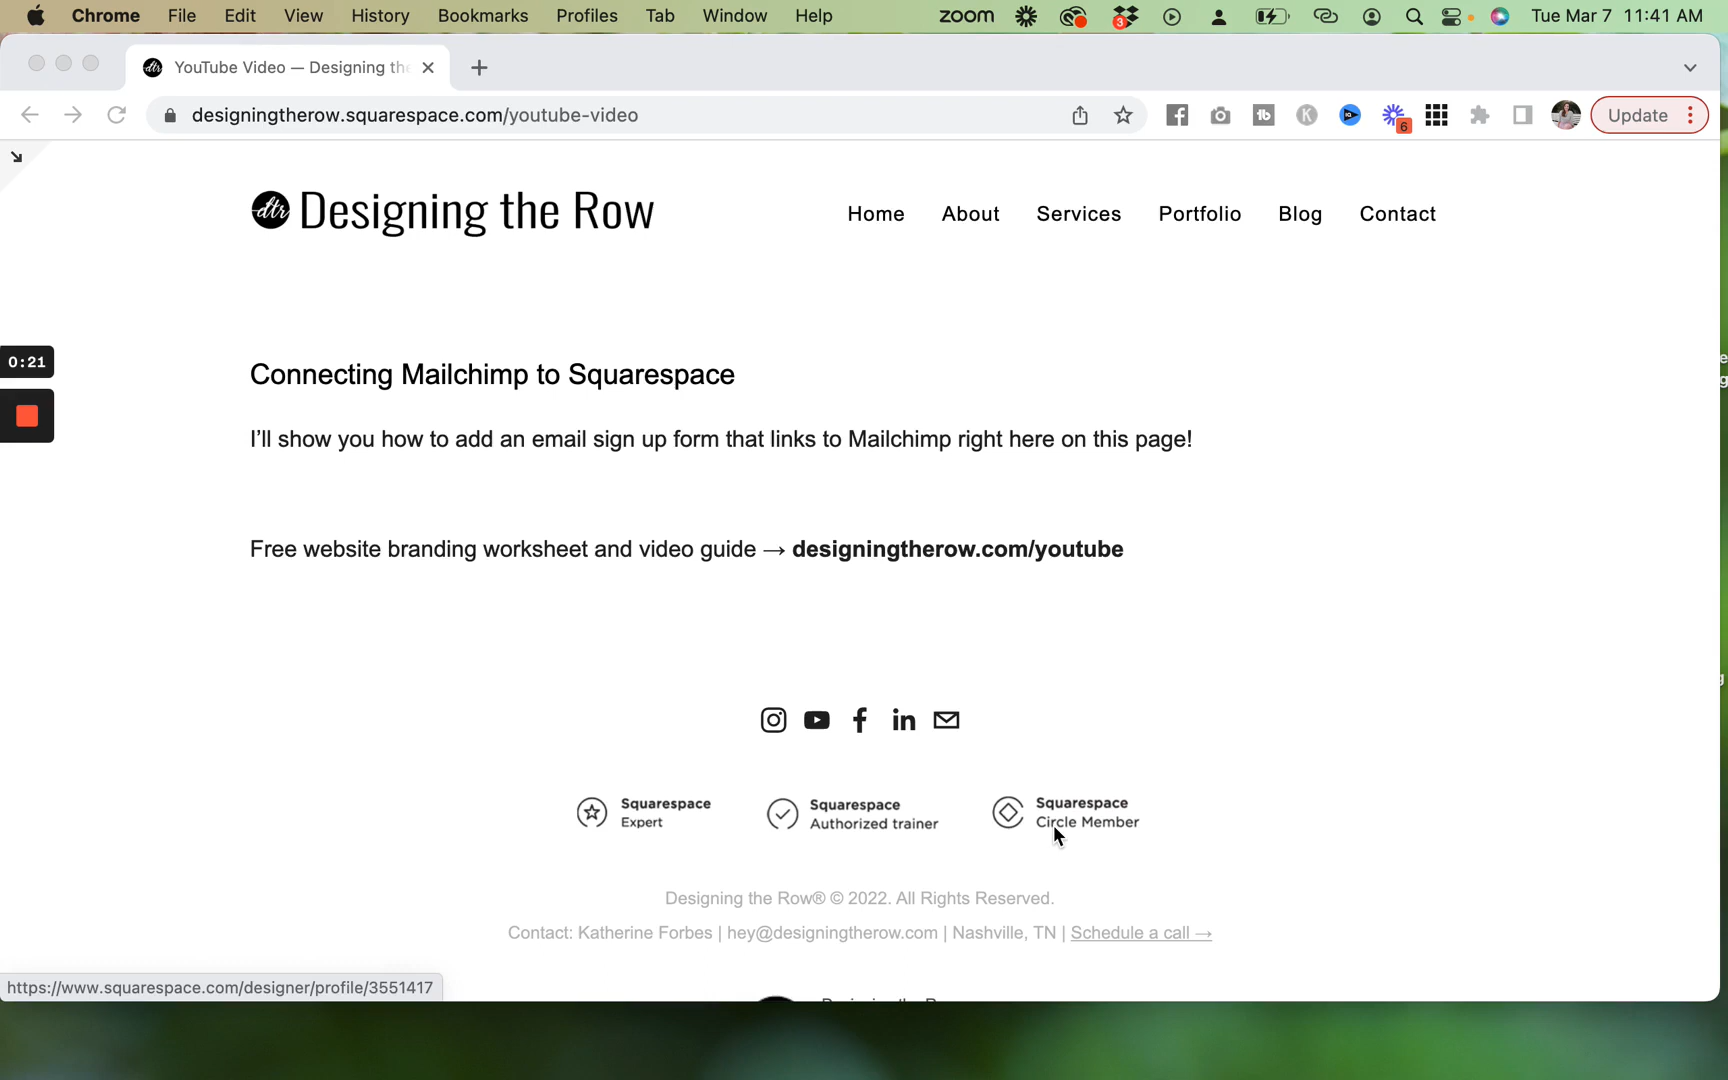 Chrome File Edit View History Bookmarks Profiles Tab Window Help zoom 3 Tue Mar 7 11:41 AM
dtr YouTube Video — Designing the
designingtherow.squarespace.com/youtube-video tb K 6 Update
dtr Designing the Row Home About Services Portfolio Blog Contact
0:21
Connecting Mailchimp to Squarespace
I'll show you how to add an email sign up form that links to Mailchimp right here on this page!
Free website branding worksheet and video guide → designingtherow.com/youtube
Squarespace
Expert
Squarespace
Authorized trainer
Squarespace
Circle Member
Designing the Row® © 2022. All Rights Reserved.
Contact: Katherine Forbes | hey@designingtherow.com | Nashville, TN | Schedule a call →
https://www.squarespace.com/designer/profile/3551417